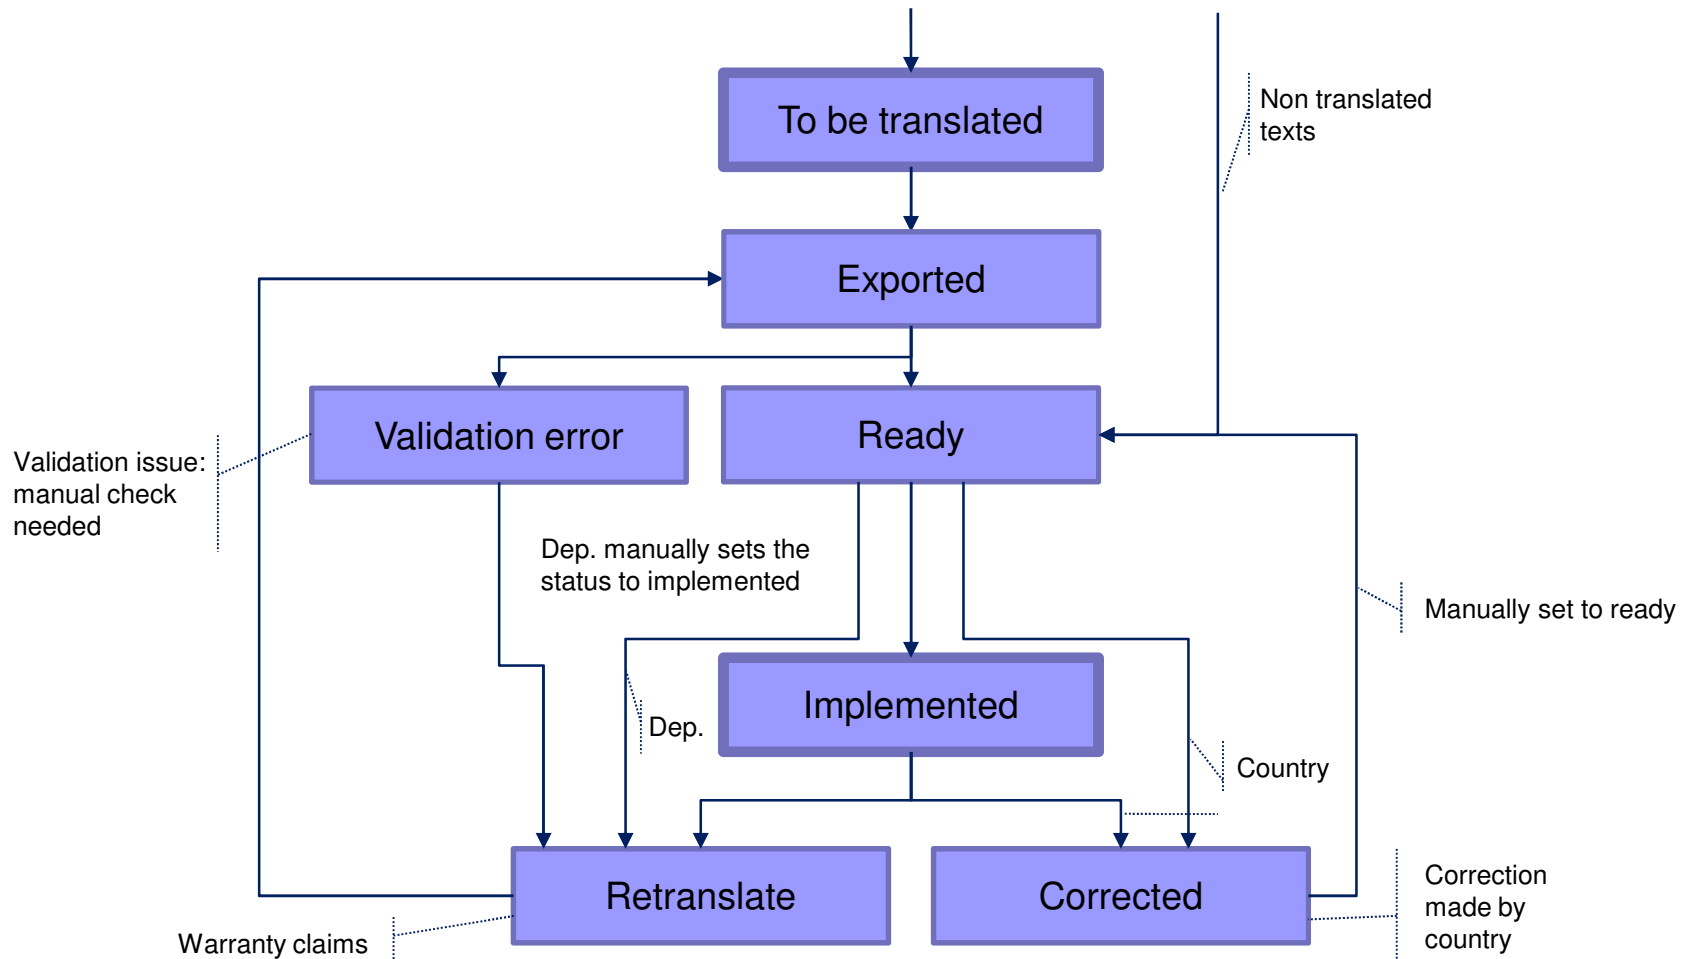 To be translated
Non translated
texts
Exported
Validation error
Ready
Validation issue:
manual check
needed
Dep. manually sets the
status to implemented
Manually set to ready
Implemented
Dep.
Country
Retranslate
Corrected
Correction
made by
country
Warranty claims